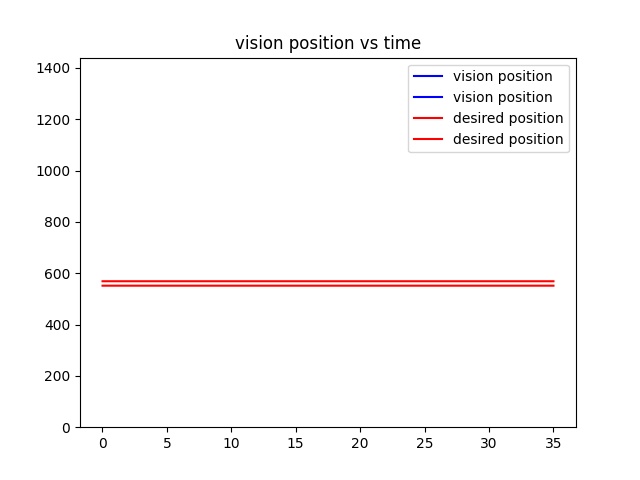 vision position vs time
1400
1200
1000
800
600
400
200
0
vision position
vision position
desired position
desired position
0 5 10 15 20 25 30 35